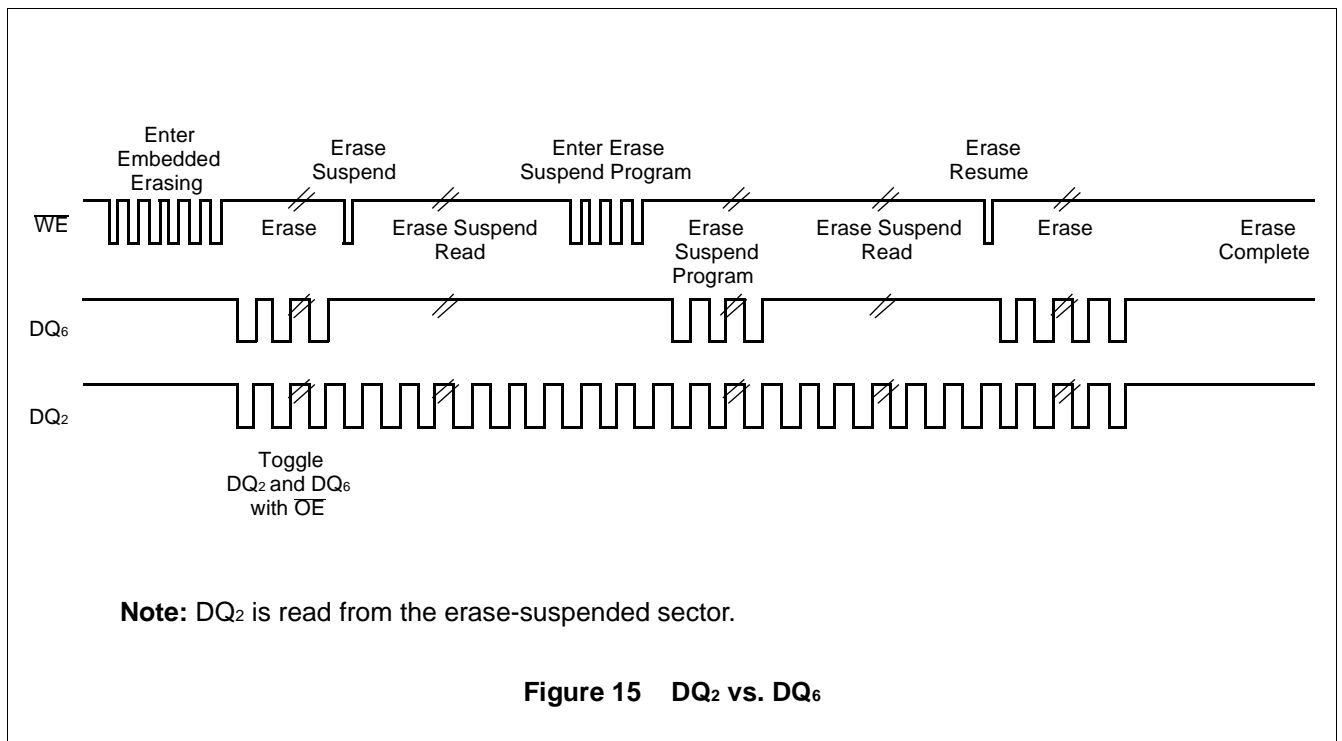 Enter
Embedded
Erasing
Erase
Suspend
Enter Erase
Suspend Program
Erase
Resume
WE
Erase
Erase Suspend
Read
Erase
Suspend
Program
Erase Suspend
Read
Erase
Erase
Complete
DQ6
DQ2
Toggle
DQ2 and DQ6
with OE
Note: DQ2 is read from the erase-suspended sector.
Figure 15 DQ2 vs. DQ6